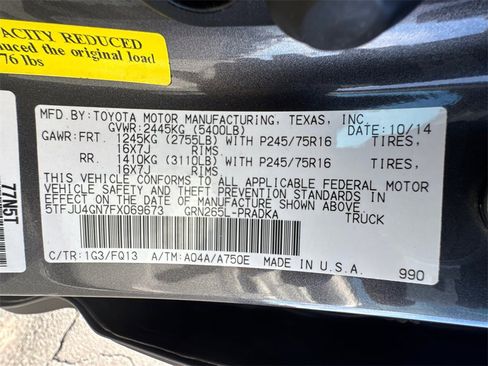 ACITY REDUCED
duced the original load
76 lbs
77N5T
MFD.BY:TOYOTA MOTOR MANUFACTURING, TEXAS, INC.
GVWR:2445KG (5400LB) DATE:10/14
GAWR:FRT. 1245KG (2755LB) WITH P245/75R16 TIRES,
16X7J RIMS
RR. 1410KG (3110LB) WITH P245/75R16 TIRES,
16X7J RIMS
THIS VEHICLE CONFORMS TO ALL APPLICABLE FEDERAL MOTOR
VEHICLE SAFETY AND THEFT PREVENTION STANDARDS IN
EFFECT ON THE DATE OF MANUFACTURE SHOWN ABOVE.
5TFJU4GN7FX069673 GRN265L-PRADKA TRUCK
C/TR:1G3/FQ13 A/TM:A04A/A750E MADE IN U.S.A. 990